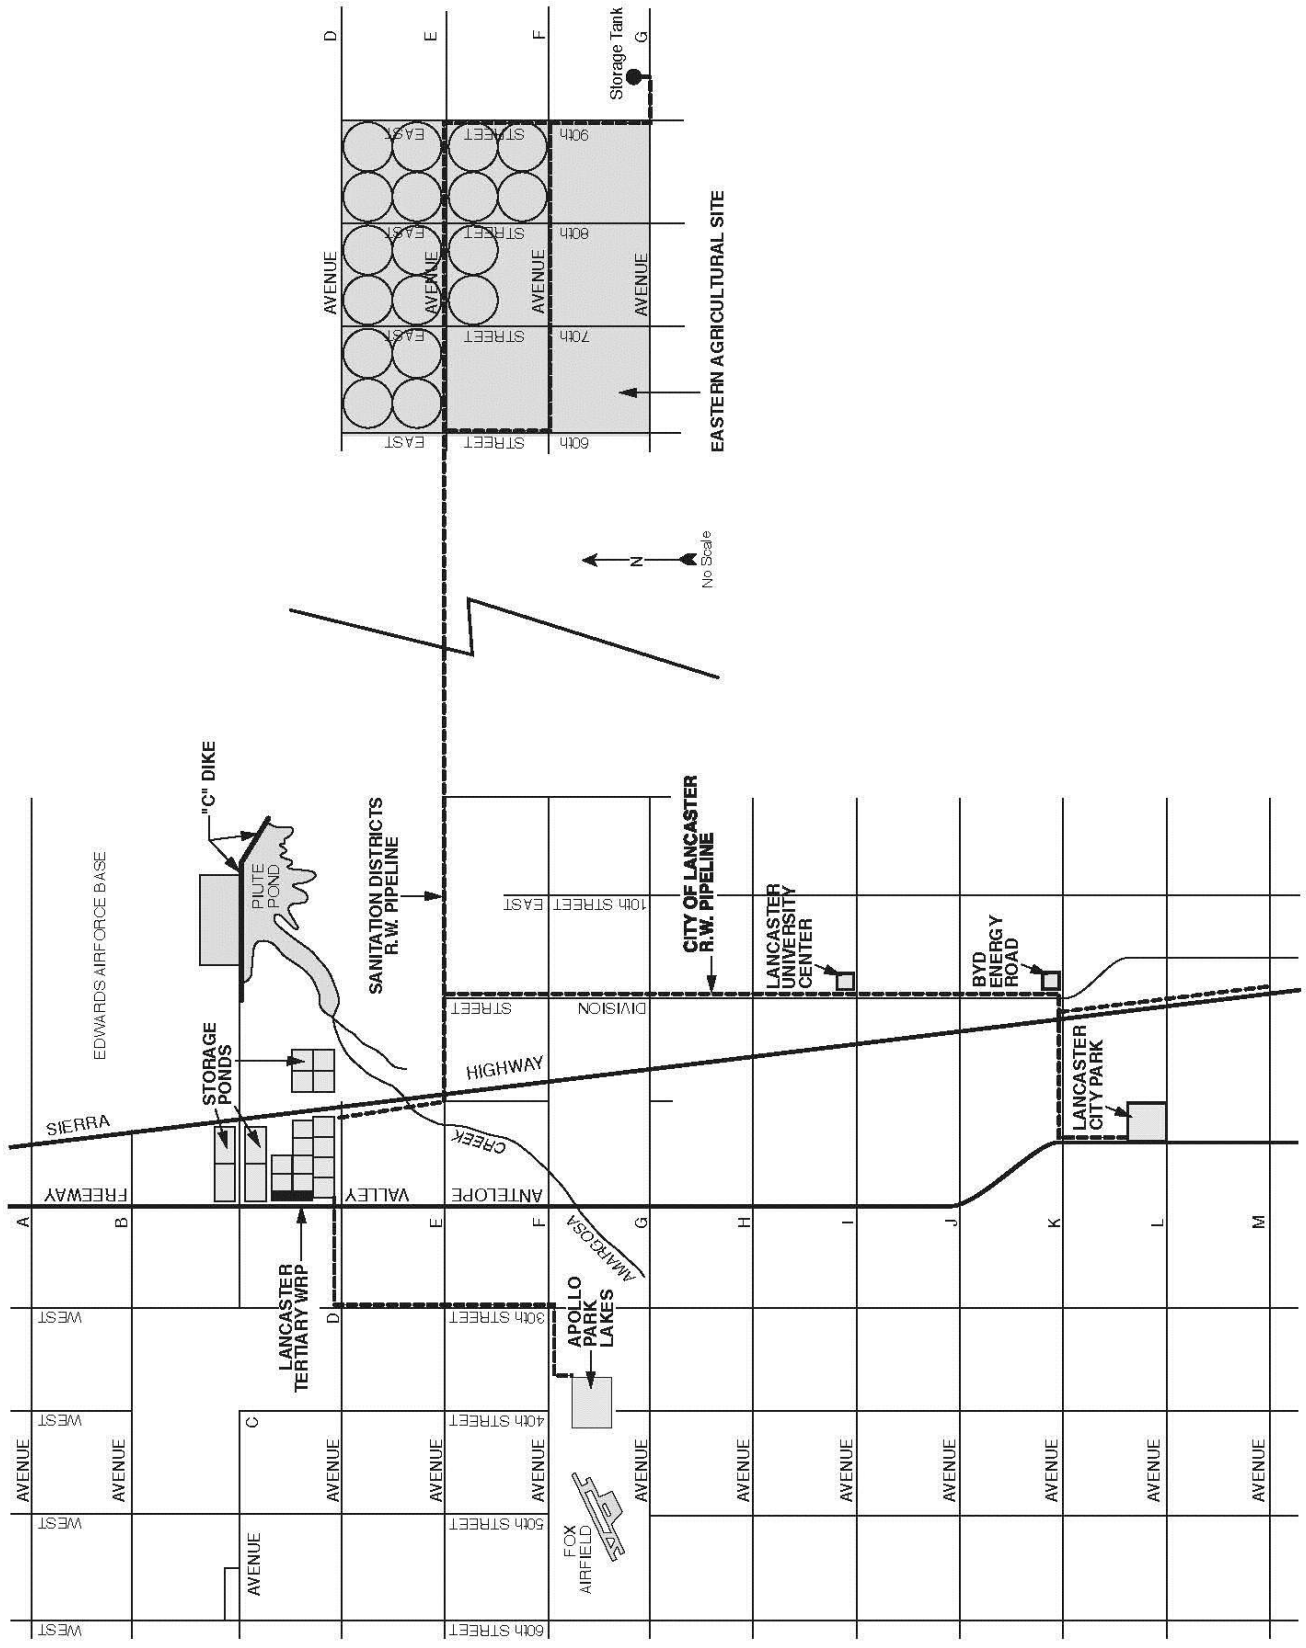 D
E
F
G
Storage Tank
EAST
STREET
90th
EAST
STREET
80th
AVENUE
AVENUE
AVENUE
AVENUE
EAST
STREET
70th
EAST
STREET
60th
EASTERN AGRICULTURAL SITE
N
No Scale
"C" DIKE
PIUTE
POND
EDWARDS AIRFORCE BASE
SANITATION DISTRICTS
R.W. PIPELINE
10th STREET EAST
CITY OF LANCASTER
R.W. PIPELINE
LANCASTER
UNIVERSITY
CENTER
BYD
ENERGY
ROAD
DIVISION
STREET
STORAGE
PONDS
SIERRA
HIGHWAY
LANCASTER
CITY PARK
CREEK
AMARGOSA
ANTELOPE
VALLEY
FREEWAY
A
B
E
F
G
H
I
J
K
L
M
LANCASTER
TERTIARY WRP
D
WEST
30th STREET
APOLLO
PARK
LAKES
WEST
C
40th STREET
AVENUE
AVENUE
AVENUE
AVENUE
AVENUE
AVENUE
AVENUE
AVENUE
AVENUE
AVENUE
AVENUE
AVENUE
AVENUE
WEST
50th STREET
FOX
AIRFIELD
WEST
60th STREET